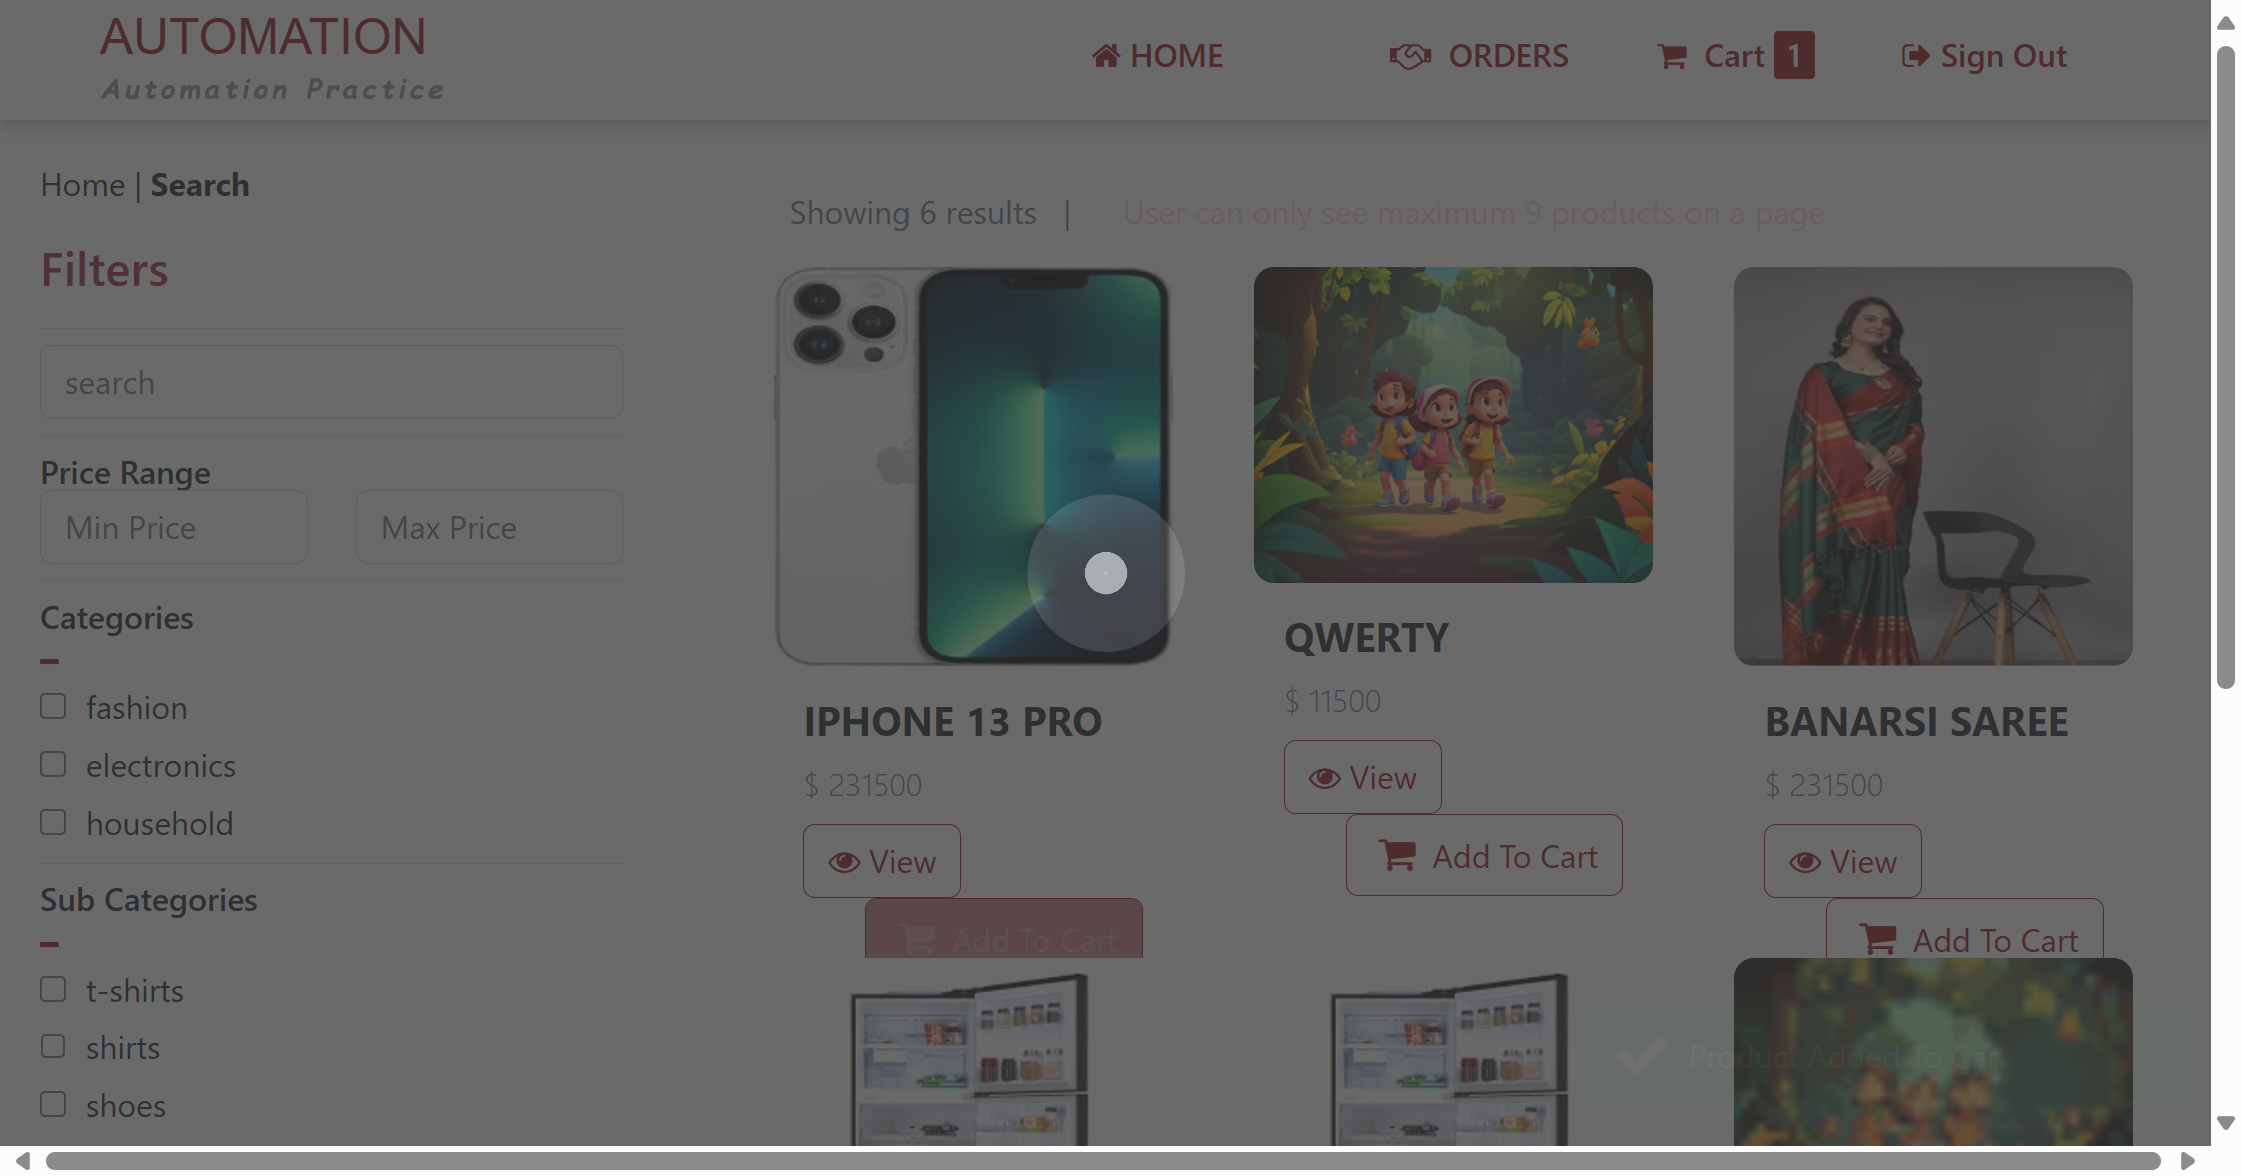 AUTOMATION
Automation Practice
HOME
ORDERS
Cart 1
Sign Out
Home | Search
Showing 6 results |
User can only see maximum 9 products on a page
Filters
search
Price Range
Min Price
Max Price
Categories
fashion
electronics
household
Sub Categories
t-shirts
shirts
shoes
IPHONE 13 PRO
$ 231500
View
Add To Cart
QWERTY
$ 11500
View
Add To Cart
BANARSI SAREE
$ 231500
View
Add To Cart
Product Added To Cart